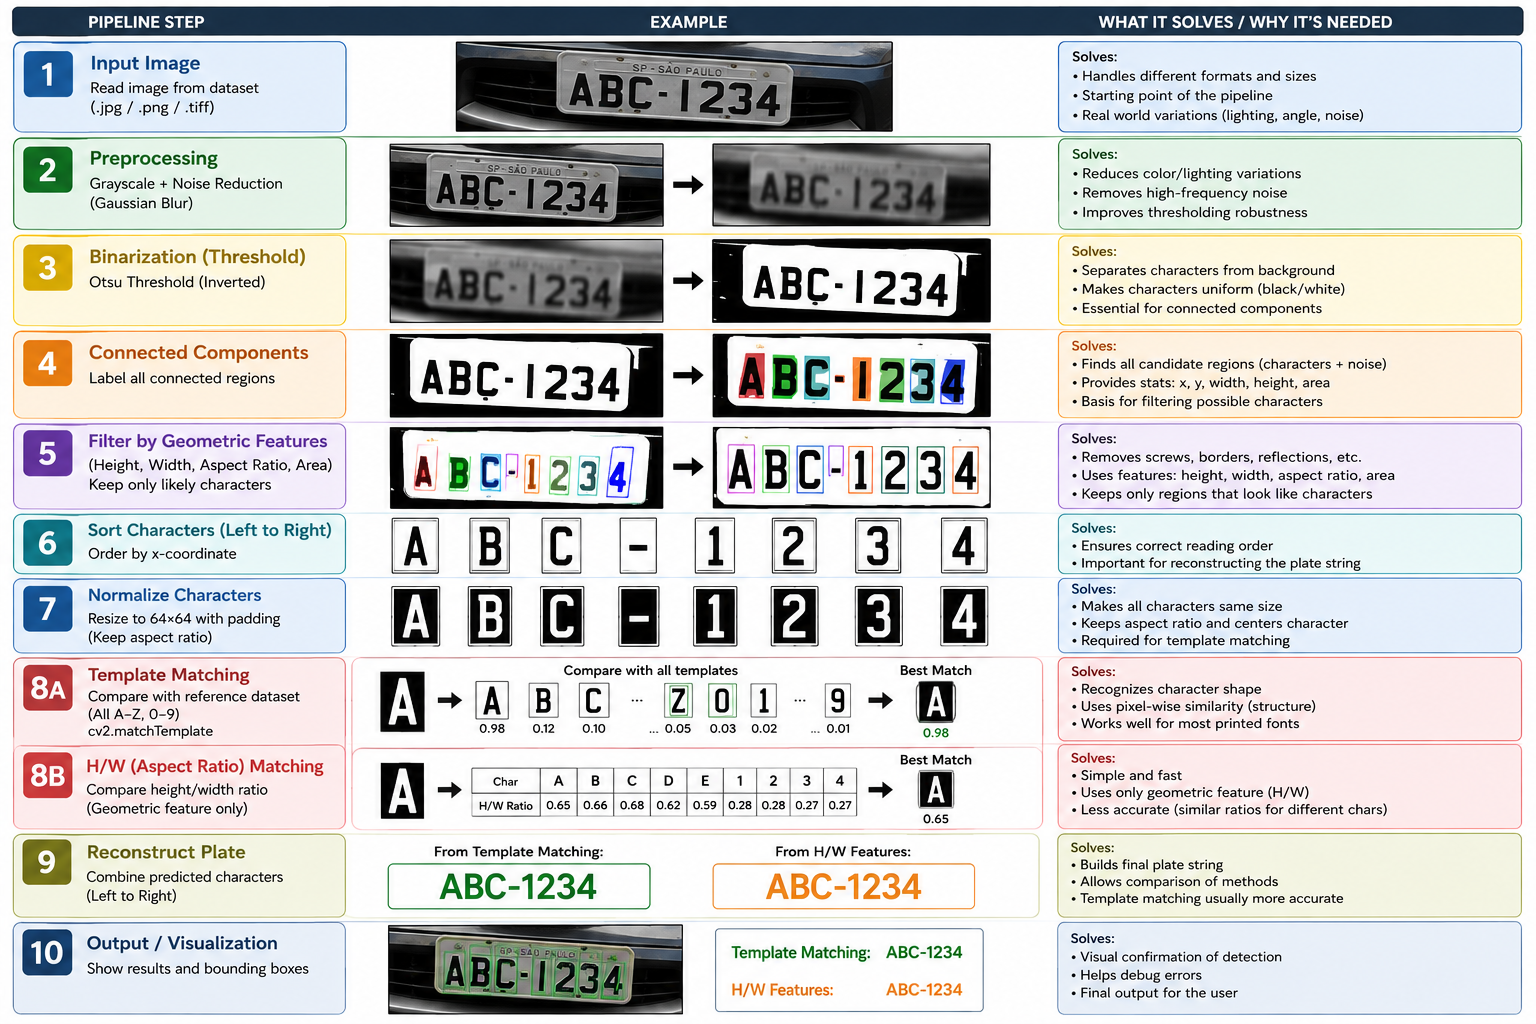 PIPELINE STEP EXAMPLE WHAT IT SOLVES / WHY IT'S NEEDED
1 Input Image
Read image from dataset
(.jpg / .png / .tiff)
SP - SÃO PAULO
ABC-1234
Solves:
• Handles different formats and sizes
• Starting point of the pipeline
• Real world variations (lighting, angle, noise)
2 Preprocessing
Grayscale + Noise Reduction
(Gaussian Blur)
SP - SÃO PAULO
ABC-1234
ABC-1234
Solves:
• Reduces color/lighting variations
• Removes high-frequency noise
• Improves thresholding robustness
3 Binarization (Threshold)
Otsu Threshold (Inverted)
ABC-1234
ABC-1234
Solves:
• Separates characters from background
• Makes characters uniform (black/white)
• Essential for connected components
4 Connected Components
Label all connected regions
ABC-1234
ABC-1234
Solves:
• Finds all candidate regions (characters + noise)
• Provides stats: x, y, width, height, area
• Basis for filtering possible characters
5 Filter by Geometric Features
(Height, Width, Aspect Ratio, Area)
Keep only likely characters
ABC-1234
ABC-1234
Solves:
• Removes screws, borders, reflections, etc.
• Uses features: height, width, aspect ratio, area
• Keeps only regions that look like characters
6 Sort Characters (Left to Right)
Order by x-coordinate
A B C - 1 2 3 4
Solves:
• Ensures correct reading order
• Important for reconstructing the plate string
7 Normalize Characters
Resize to 64×64 with padding
(Keep aspect ratio)
A B C - 1 2 3 4
Solves:
• Makes all characters same size
• Keeps aspect ratio and centers character
• Required for template matching
8A Template Matching
Compare with reference dataset
(All A–Z, 0–9)
cv2.matchTemplate
Compare with all templates Best Match
A A B C ... Z 0 1 ... 9 A
0.98 0.12 0.10 ... 0.05 0.03 0.02 ... 0.01 0.98
Solves:
• Recognizes character shape
• Uses pixel-wise similarity (structure)
• Works well for most printed fonts
8B H/W (Aspect Ratio) Matching
Compare height/width ratio
(Geometric feature only)
Best Match
A Char A B C D E 1 2 3 4 A
H/W Ratio 0.65 0.66 0.68 0.62 0.59 0.28 0.28 0.27 0.27 0.65
Solves:
• Simple and fast
• Uses only geometric feature (H/W)
• Less accurate (similar ratios for different chars)
9 Reconstruct Plate
Combine predicted characters
(Left to Right)
From Template Matching: From H/W Features:
ABC-1234 ABC-1234
Solves:
• Builds final plate string
• Allows comparison of methods
• Template matching usually more accurate
10 Output / Visualization
Show results and bounding boxes
SP - SÃO PAULO
ABC-1234
Template Matching: ABC-1234
H/W Features: ABC-1234
Solves:
• Visual confirmation of detection
• Helps debug errors
• Final output for the user